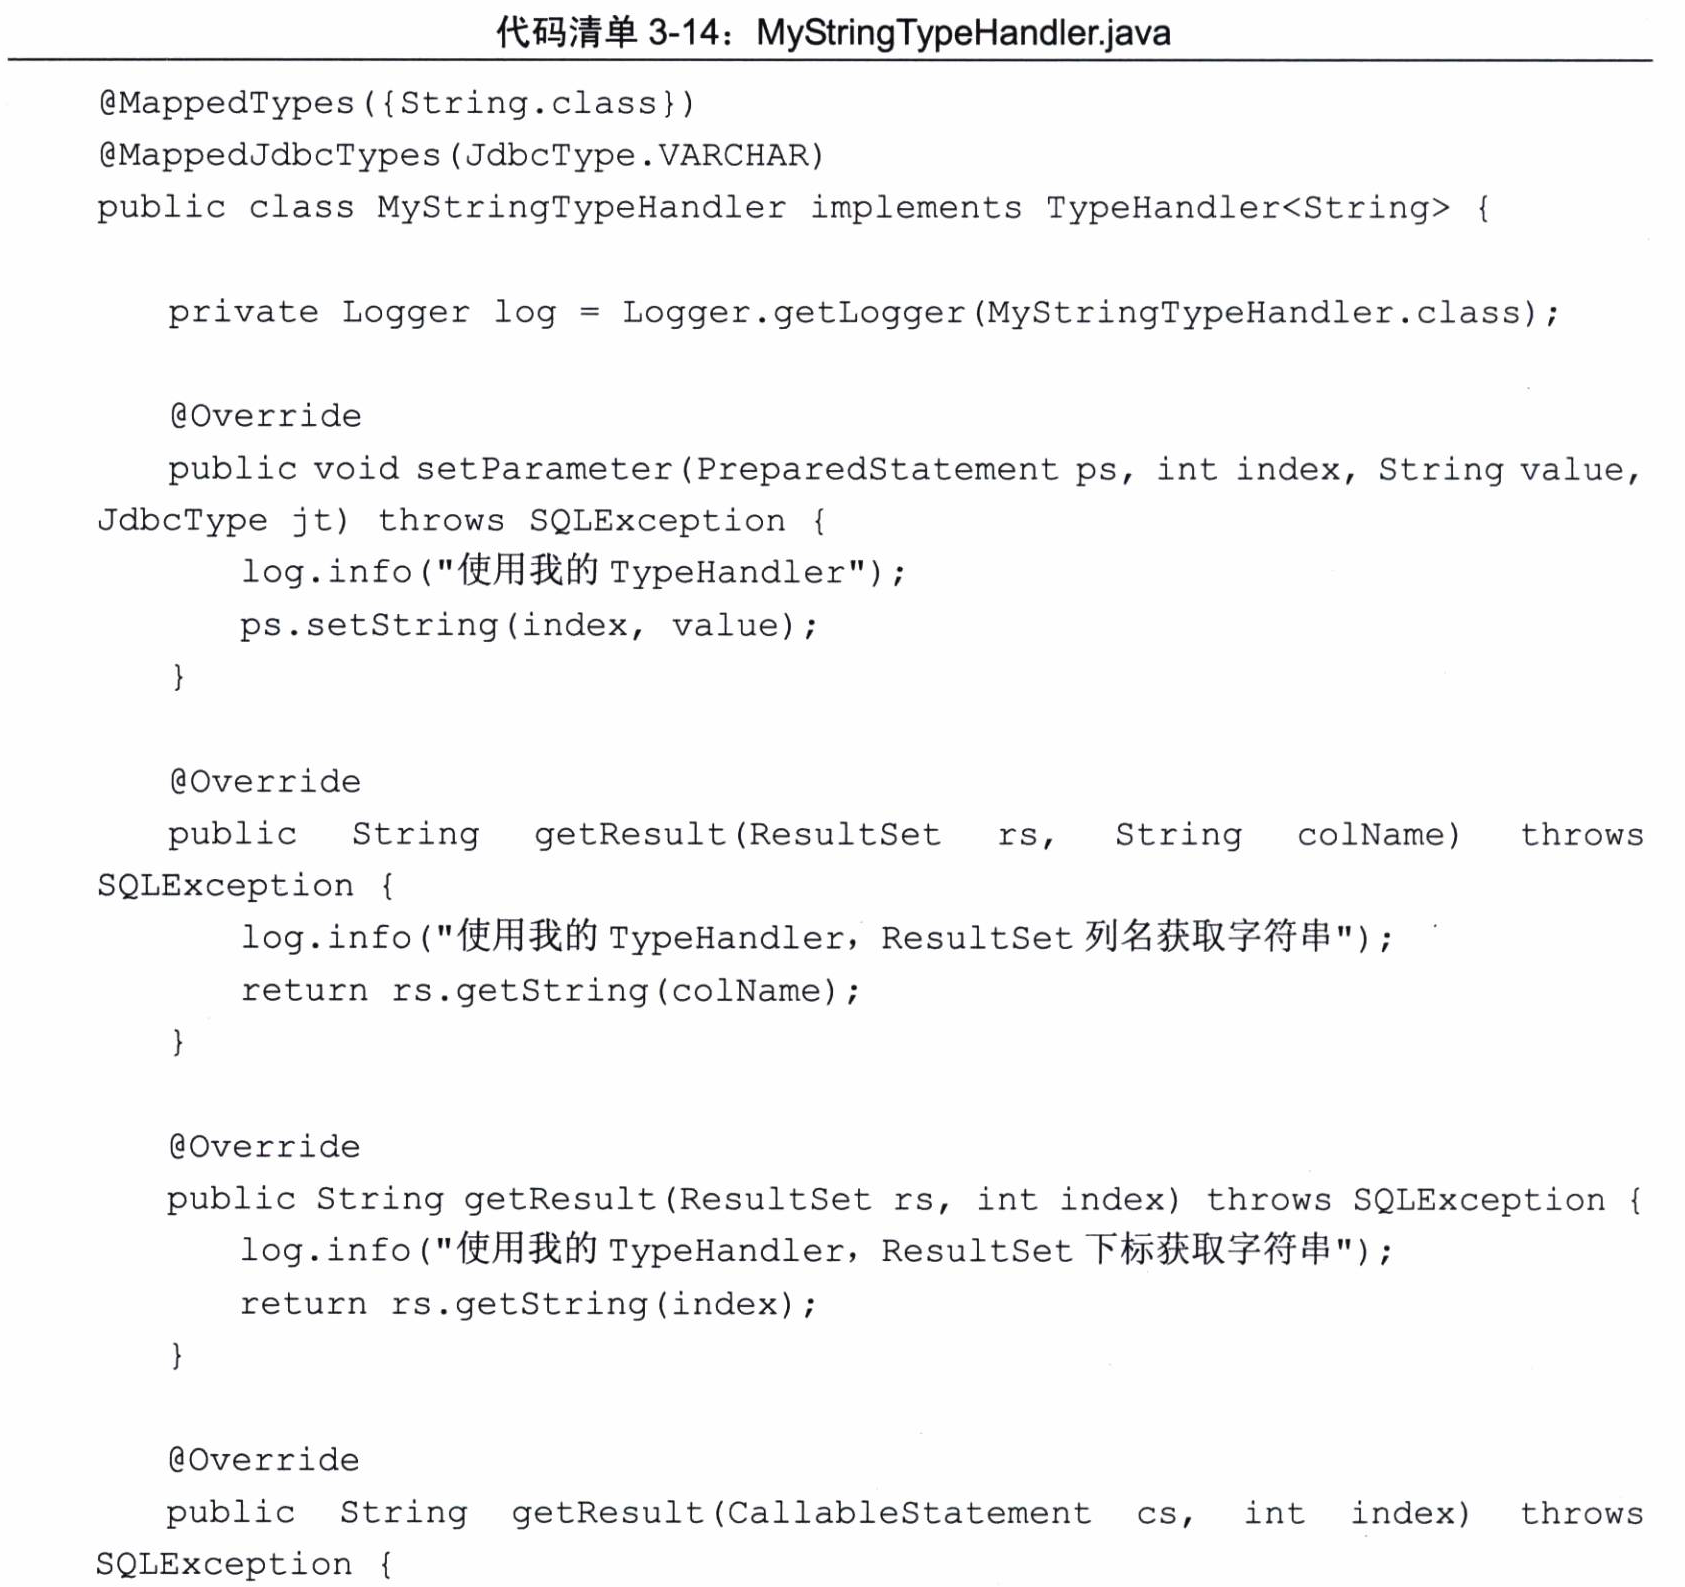 代码清单 3-14：MyStringTypeHandler.java
@MappedTypes({String.class})
@MappedJdbcTypes(JdbcType.VARCHAR)
public class MyStringTypeHandler implements TypeHandler<String> {
private Logger log = Logger.getLogger(MyStringTypeHandler.class);
@Override
public void setParameter(PreparedStatement ps, int index, String value,
JdbcType jt) throws SQLException {
log.info("使用我的 TypeHandler");
ps.setString(index, value);
}
@Override
public String getResult(ResultSet rs, String colName) throws
SQLException {
log.info("使用我的 TypeHandler，ResultSet 列名获取字符串");
return rs.getString(colName);
}
@Override
public String getResult(ResultSet rs, int index) throws SQLException {
log.info("使用我的 TypeHandler，ResultSet 下标获取字符串");
return rs.getString(index);
}
@Override
public String getResult(CallableStatement cs, int index) throws
SQLException {